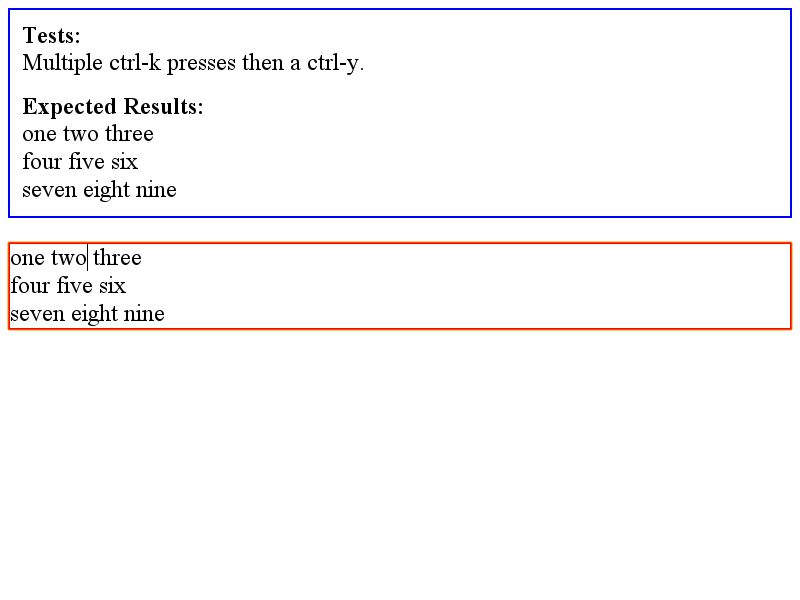 Tests:
Multiple ctrl-k presses then a ctrl-y.
Expected Results:
one two three
four five six
seven eight nine
one two three
four five six
seven eight nine